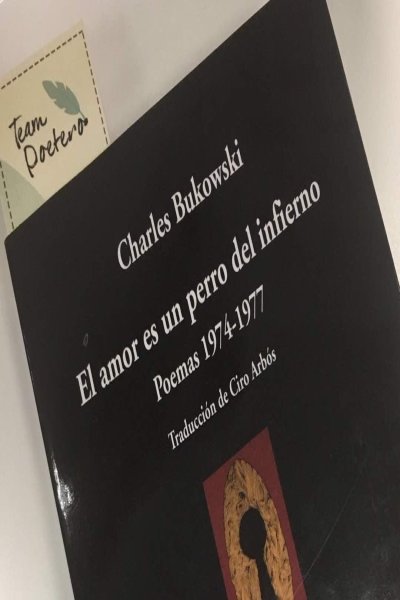 Team
Poetero
Charles Bukowski
El amor es un perro del infierno
Poemas 1974-1977
Traducción de Ciro Arbós